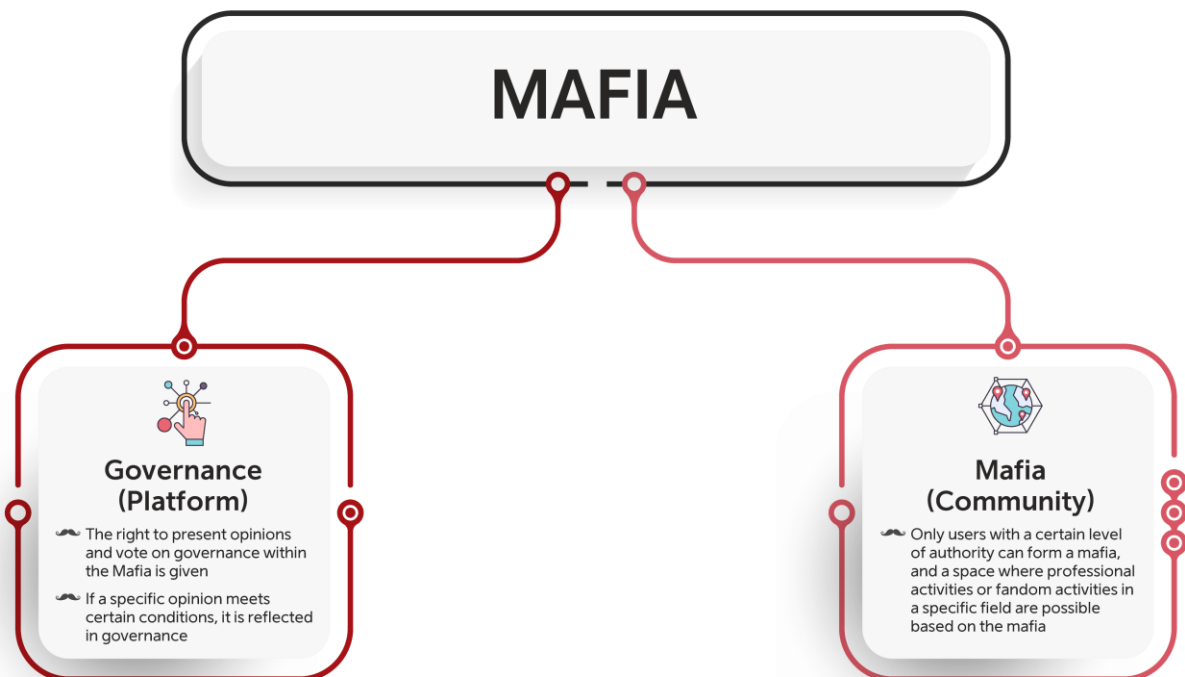 MAFIA
Governance
(Platform)
The right to present opinions
and vote on governance within
the Mafia is given
If a specific opinion meets
certain conditions, it is reflected
in governance
Mafia
(Community)
Only users with a certain level
of authority can form a mafia,
and a space where professional
activities or fandom activities in
a specific field are possible
based on the mafia